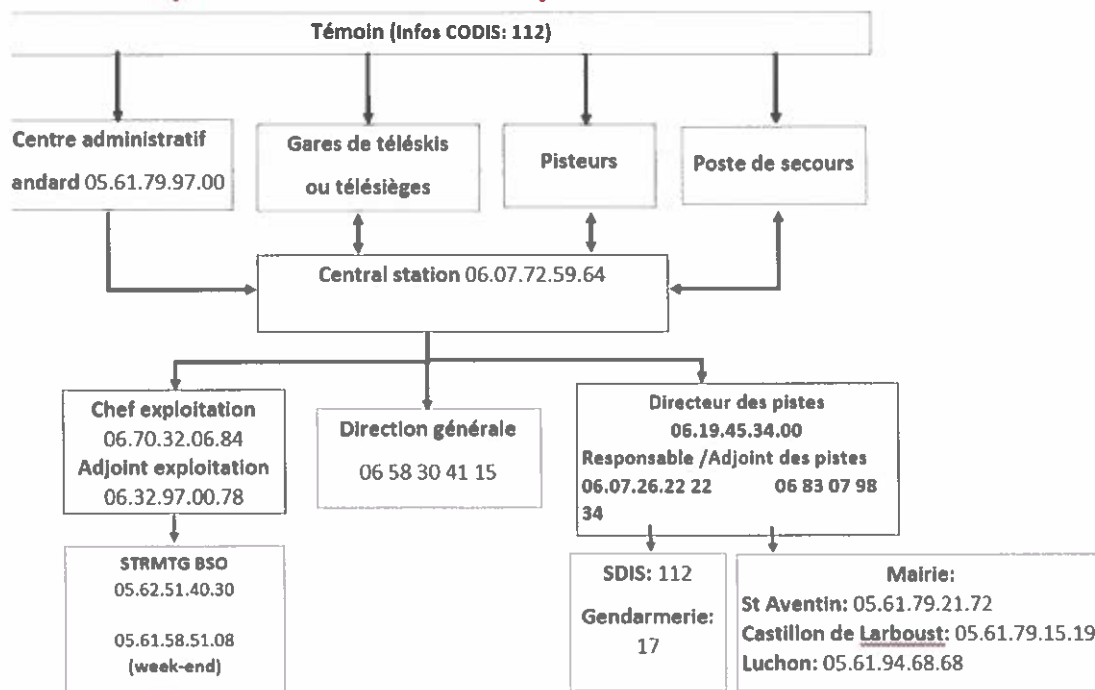 Témoin (Infos CODIS: 112)
Centre administratif
andard 05.61.79.97.00
Gares de téléskis
ou télésièges
Pisteurs
Poste de secours
Central station 06.07.72.59.64
Chef exploitation
06.70.32.06.84
Adjoint exploitation
06.32.97.00.78
Direction générale
06 58 30 41 15
Directeur des pistes
06.19.45.34.00
Responsable /Adjoint des pistes
06.07.26.22 22 06 83 07 98
34
STRMTG BSO
05.62.51.40.30
05.61.58.51.08
(week-end)
SDIS: 112
Gendarmerie:
17
Mairie:
St Aventin: 05.61.79.21.72
Castillon de Larboust: 05.61.79.15.19
Luchon: 05.61.94.68.68